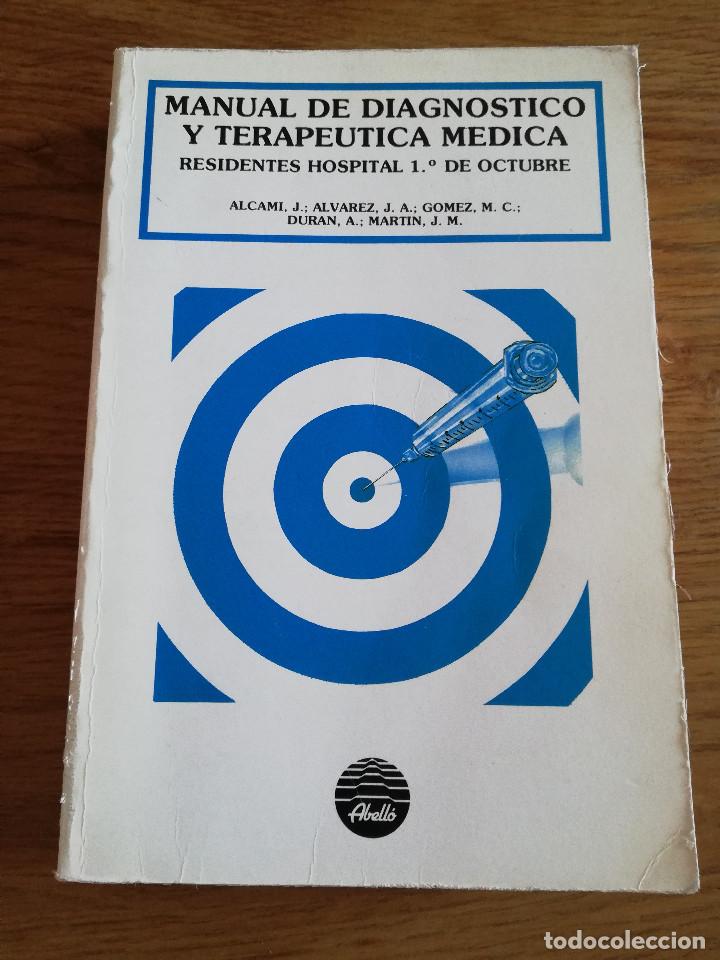 MANUAL DE DIAGNOSTICO
Y TERAPEUTICA MEDICA
RESIDENTES HOSPITAL 1.º DE OCTUBRE
ALCAMI, J.; ALVAREZ, J. A.; GOMEZ, M. C.;
DURAN, A.; MARTIN, J. M.
Abelló
todocoleccion